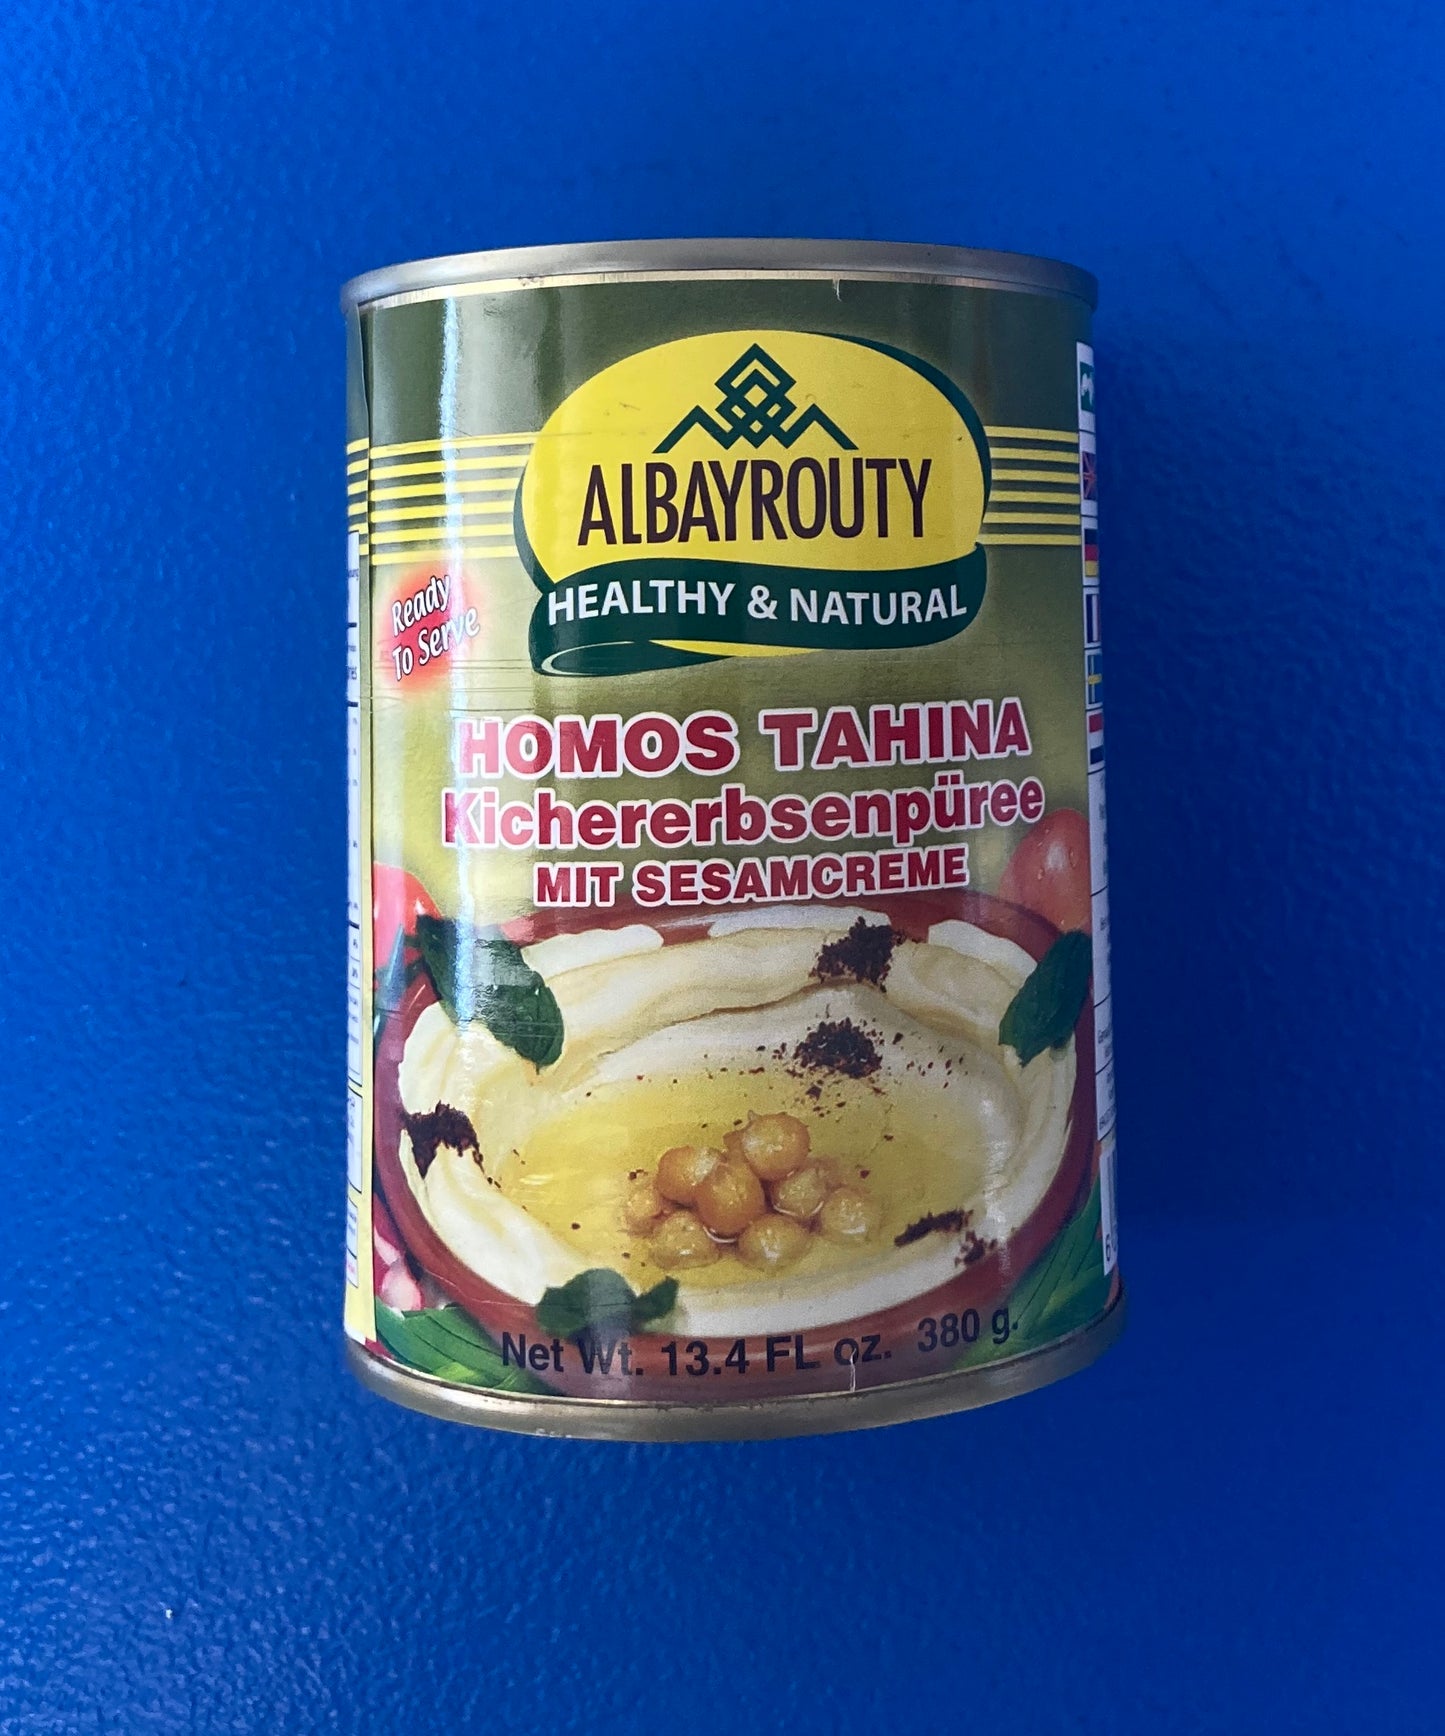 ALBAYROUTY
HEALTHY & NATURAL
Ready
To Serve
HOMOS TAHINA
Kichererbsenpüree
MIT SESAMCREME
Net Wt. 13.4 FL oz. 380 g.